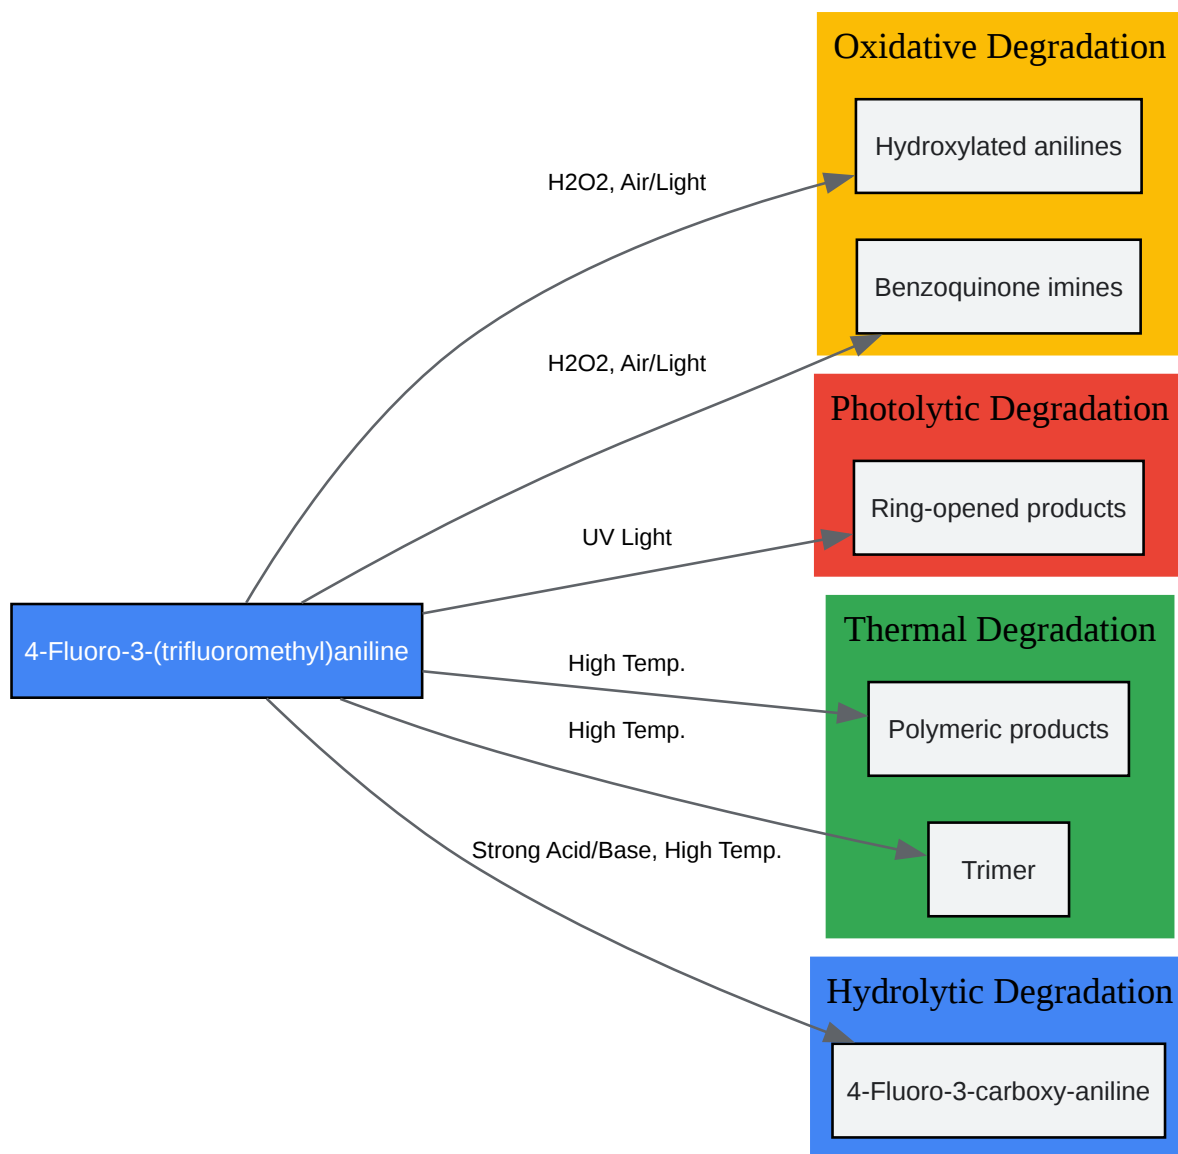 Oxidative Degradation
Hydroxylated anilines
H2O2, Air/Light
Benzoquinone imines
H2O2, Air/Light
Photolytic Degradation
Ring-opened products
UV Light
4-Fluoro-3-(trifluoromethyl)aniline
Thermal Degradation
High Temp.
Polymeric products
High Temp.
Trimer
Strong Acid/Base, High Temp.
Hydrolytic Degradation
4-Fluoro-3-carboxy-aniline